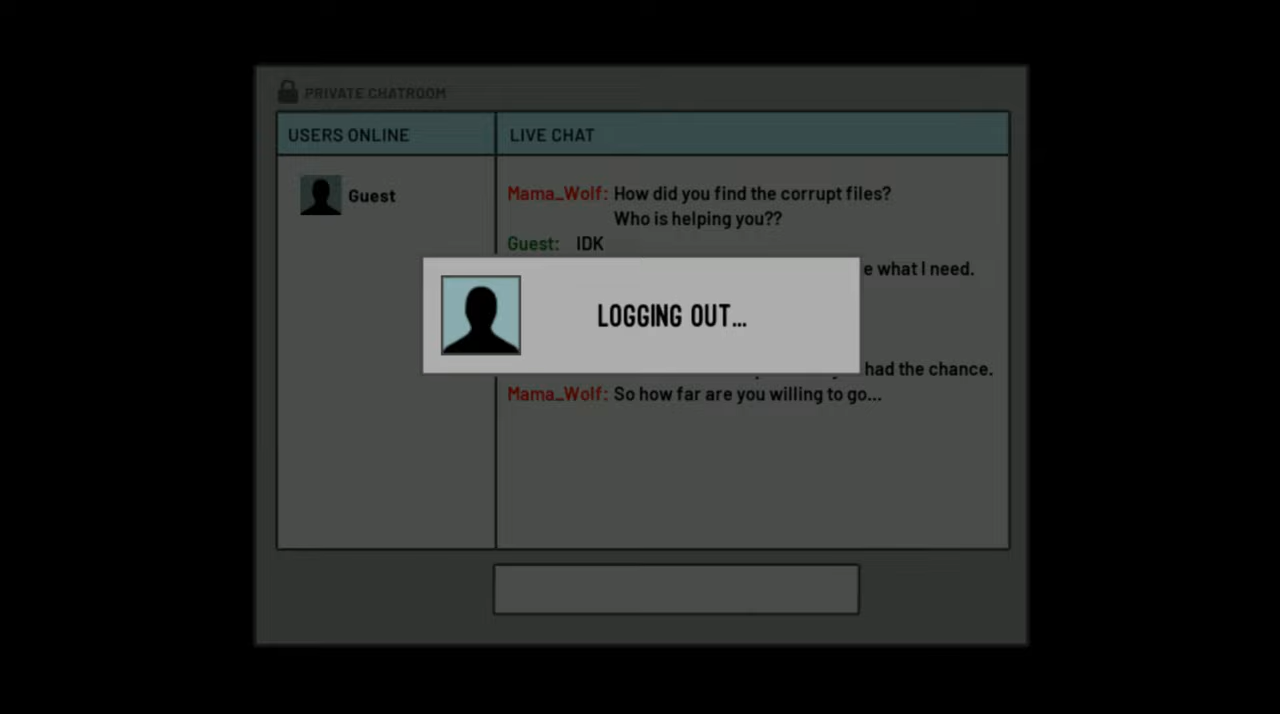 PRIVATE CHATROOM
USERS ONLINE
LIVE CHAT
Guest
Mama_Wolf: How did you find the corrupt files?
Who is helping you??
Guest: IDK
what I need.
LOGGING OUT...
had the chance.
Mama_Wolf: So how far are you willing to go...